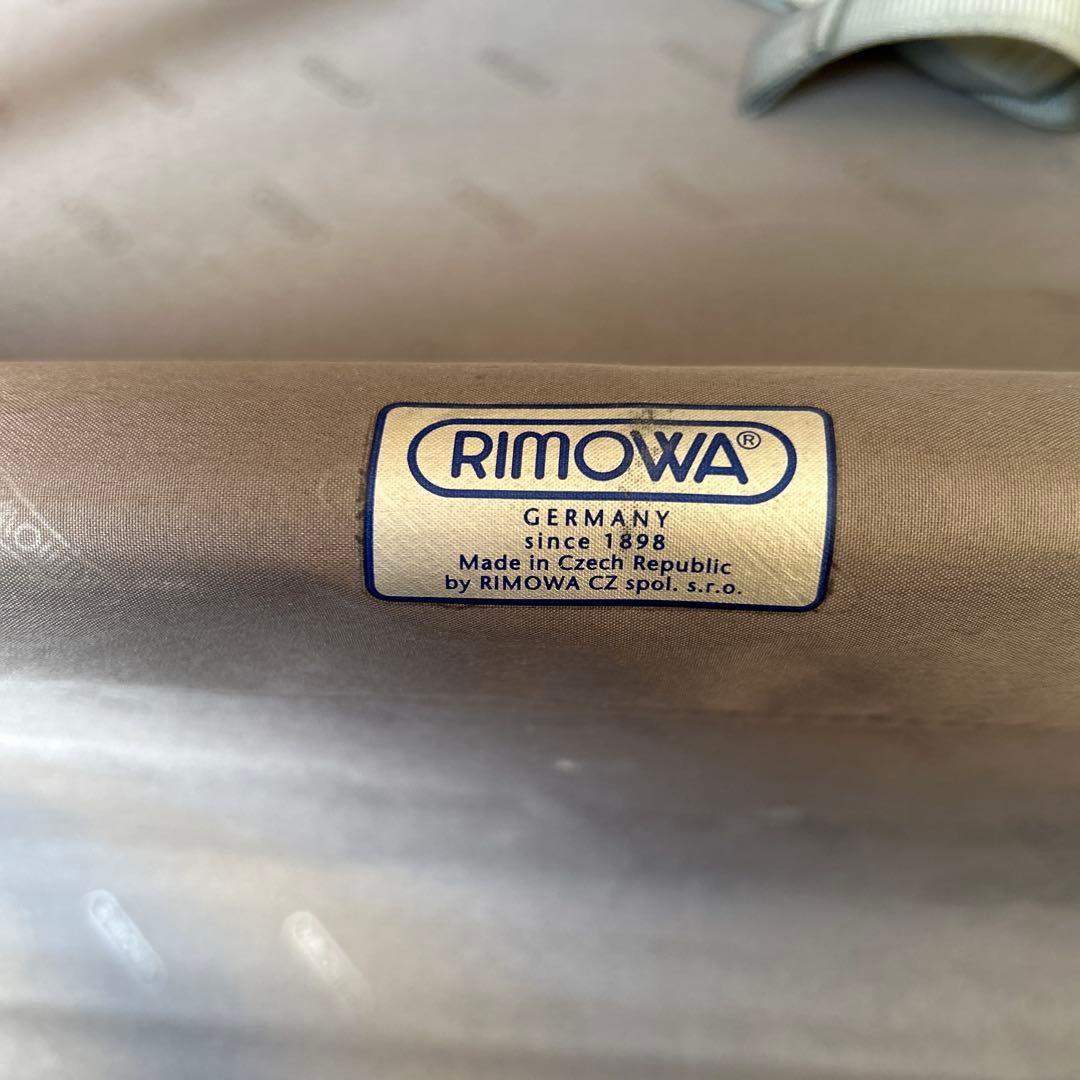 RIMOWA®
GERMANY
since 1898
Made in Czech Republic
by RIMOWA CZ spol. s.r.o.